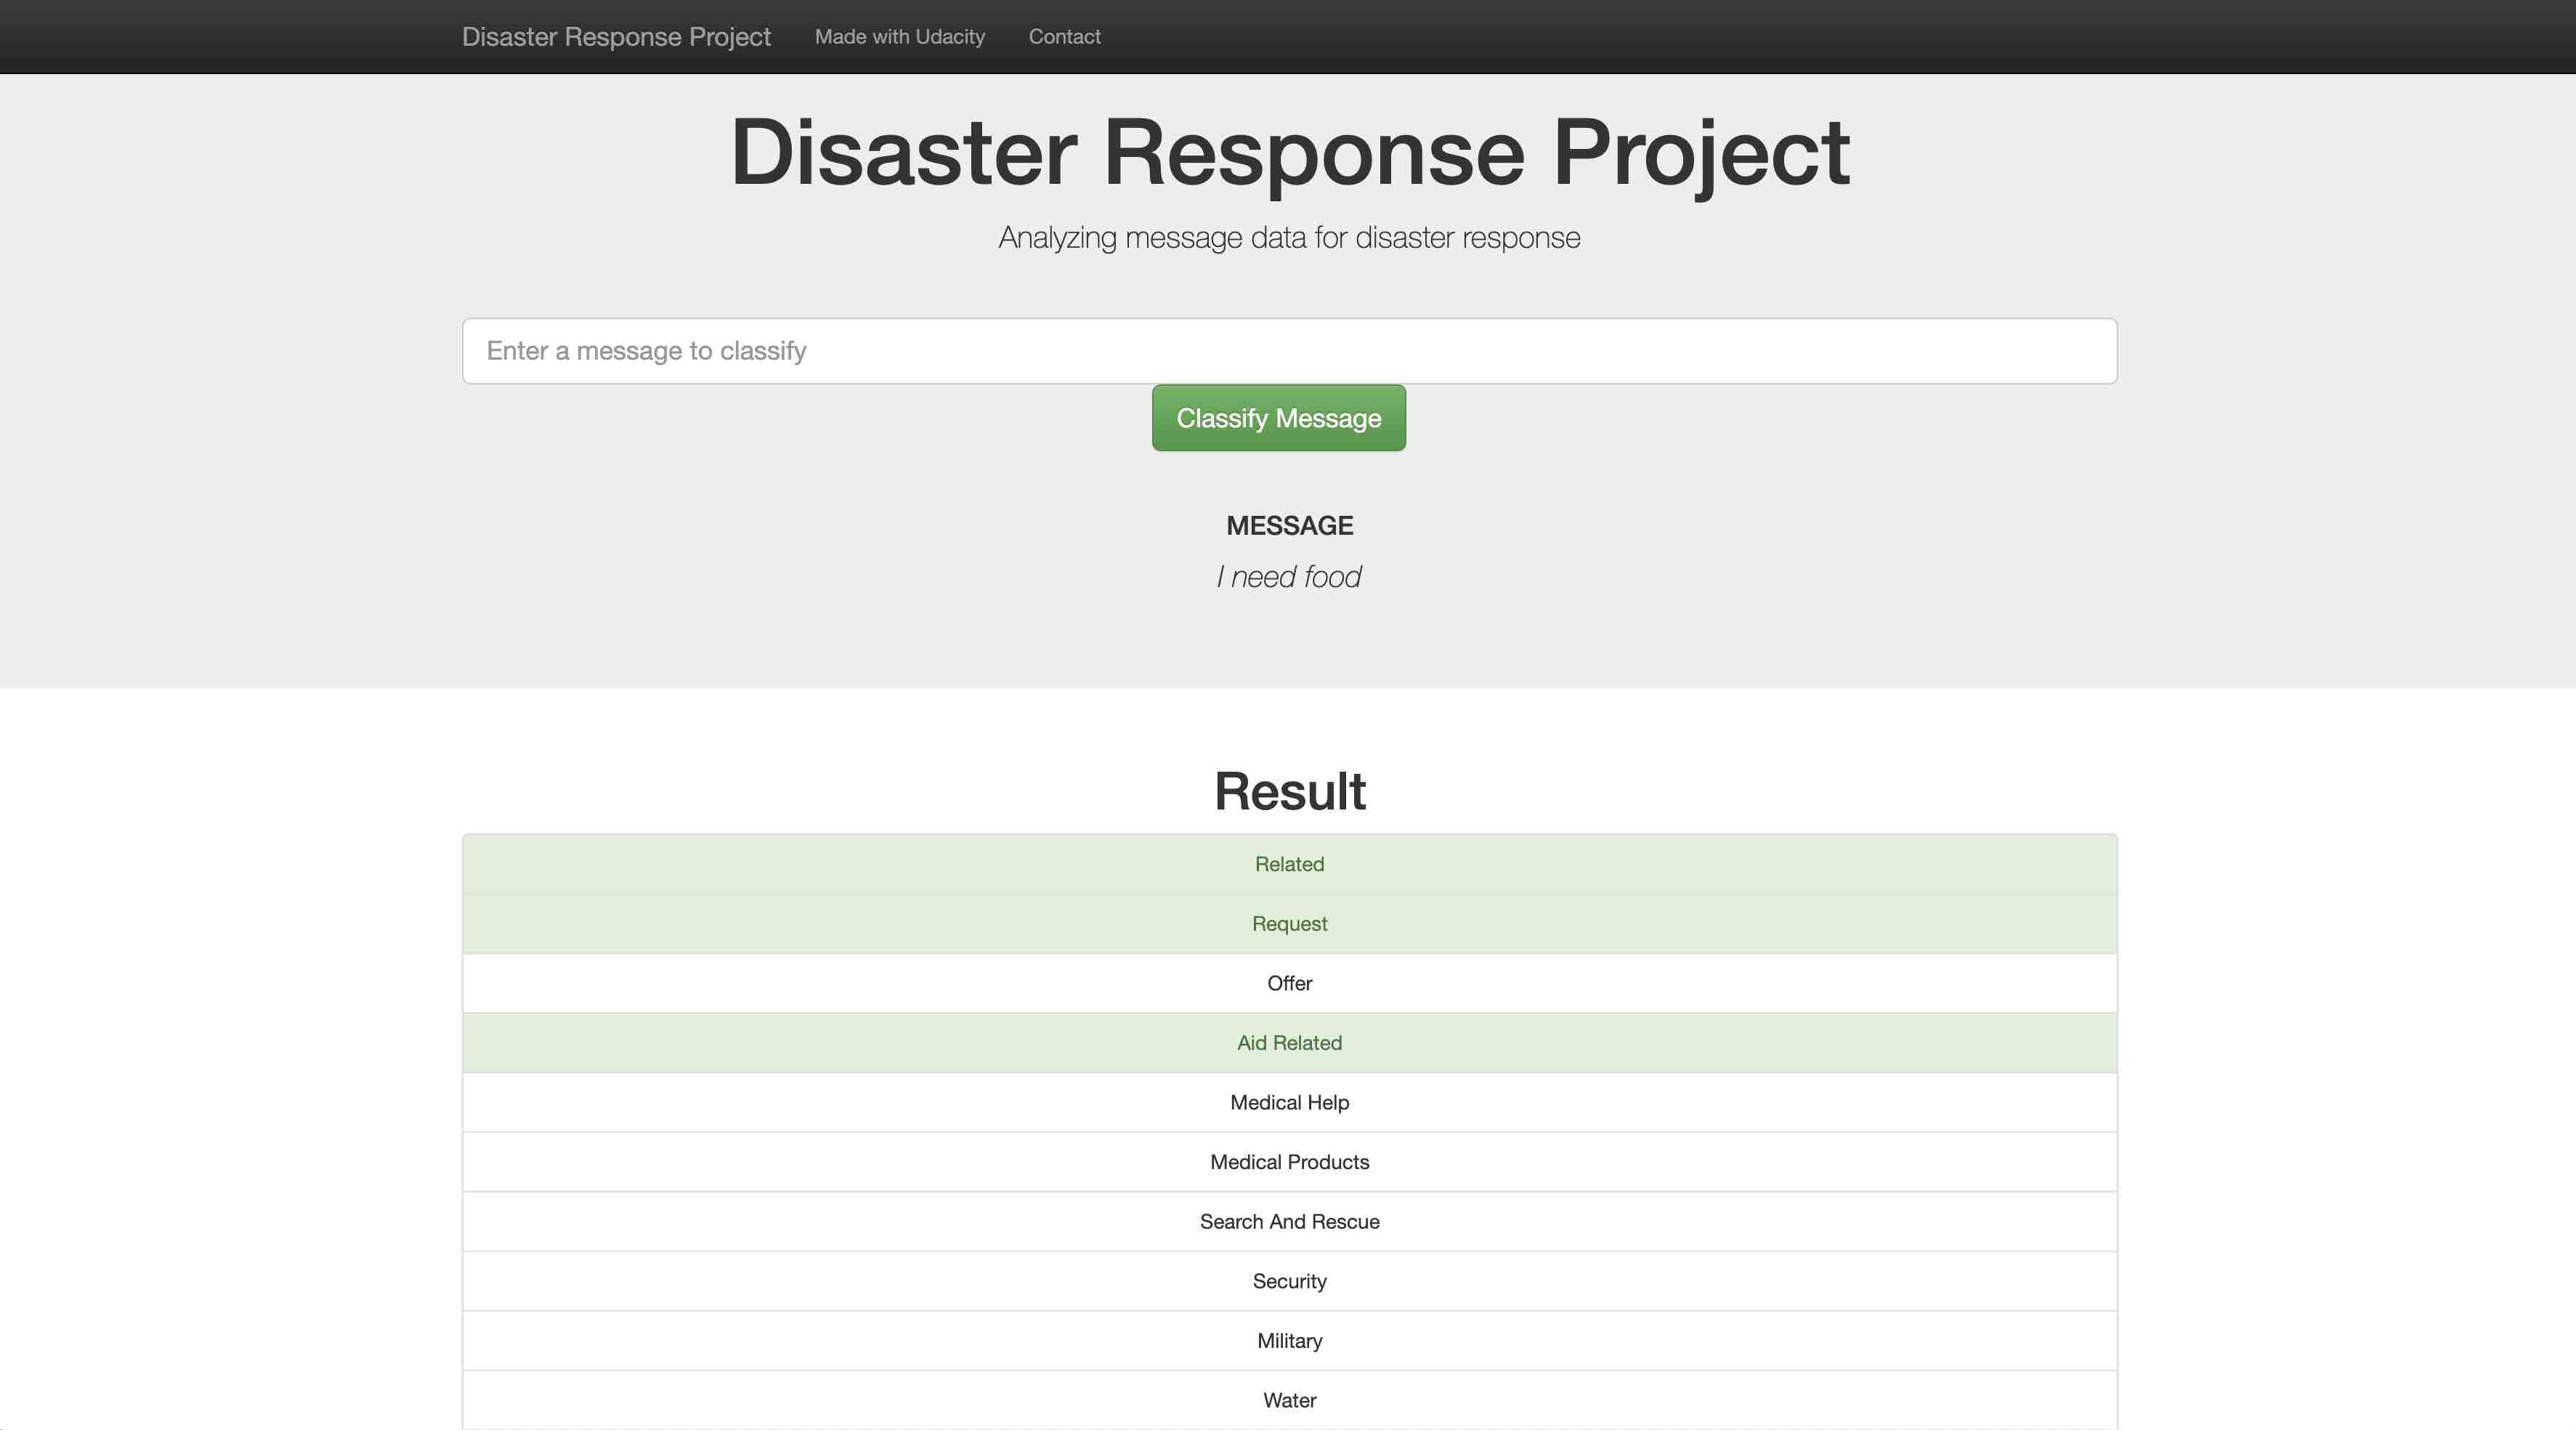 Disaster Response Project Made with Udacity Contact
Disaster Response Project
Analyzing message data for disaster response
Enter a message to classify
Classify Message
MESSAGE
I need food
Result
Related
Request
Offer
Aid Related
Medical Help
Medical Products
Search And Rescue
Security
Military
Water